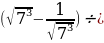 (√7³ − 1/√7³) ÷ ¿